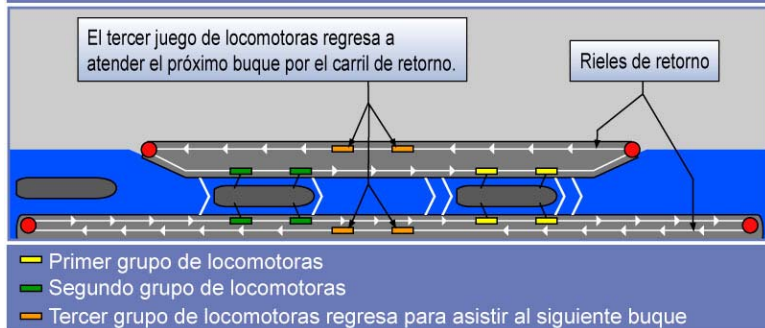 El tercer juego de locomotoras regresa a
atender el próximo buque por el carril de retorno.
Rieles de retorno
Primer grupo de locomotoras
Segundo grupo de locomotoras
Tercer grupo de locomotoras regresa para asistir al siguiente buque